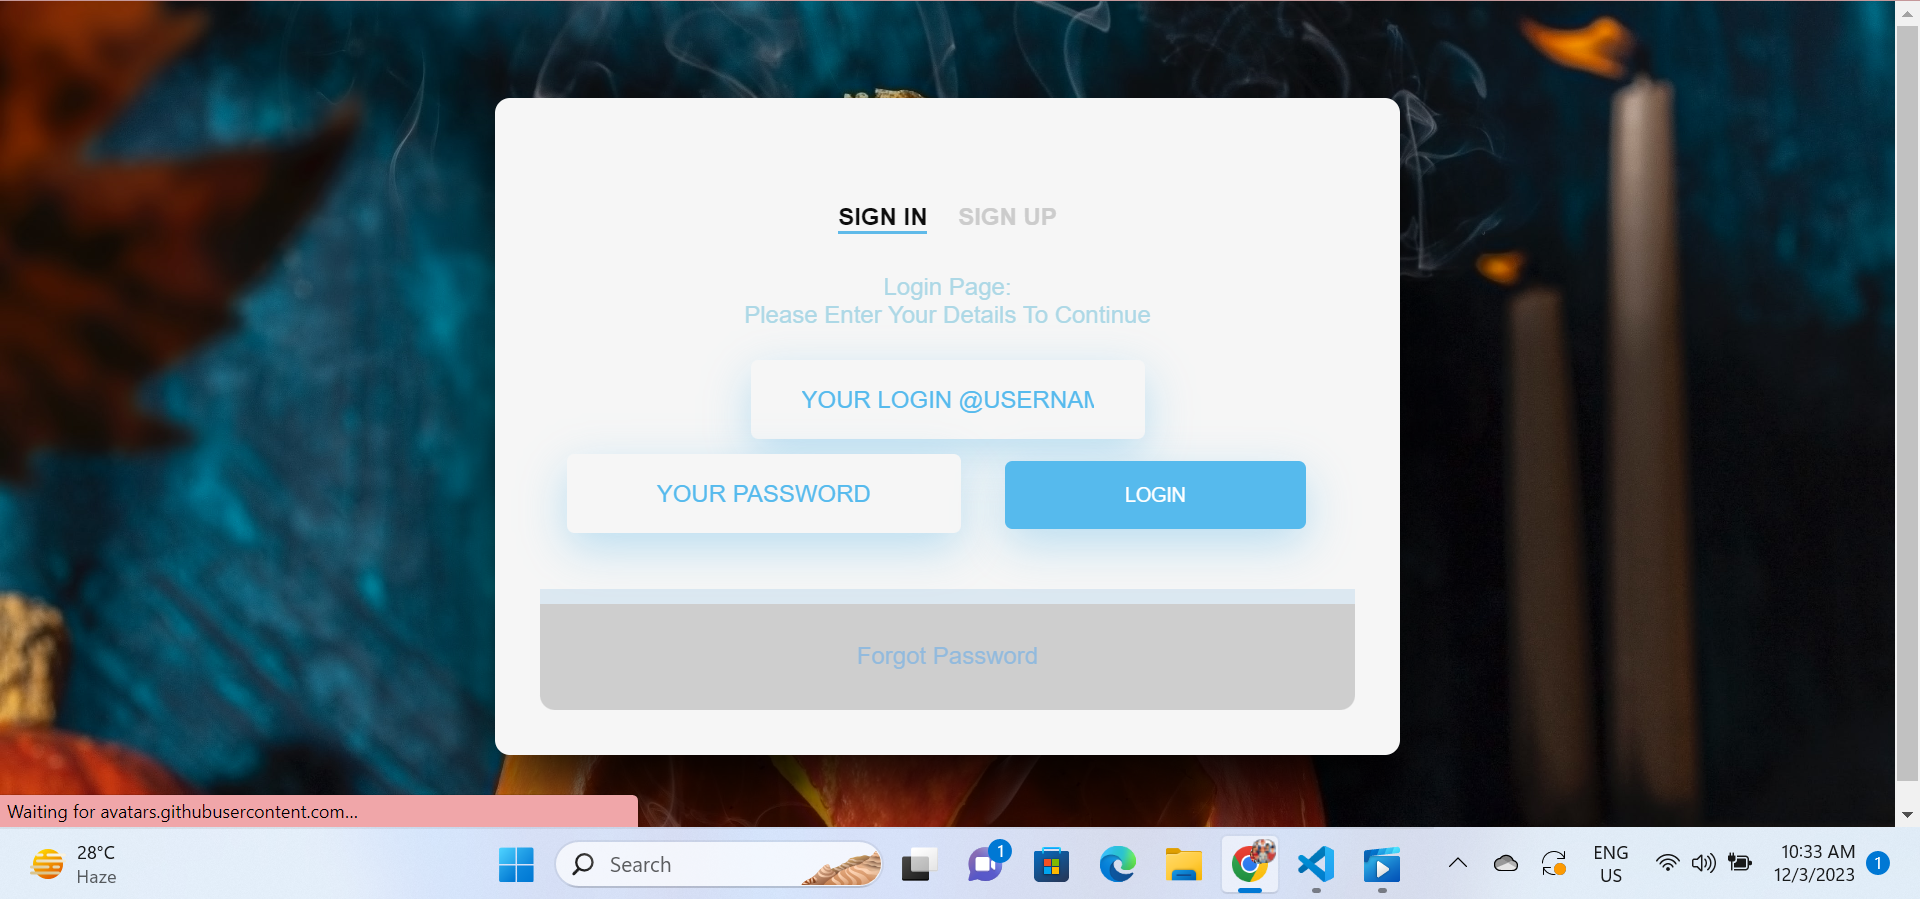 SIGN IN SIGN UP
Login Page:
Please Enter Your Details To Continue
YOUR LOGIN @USERNAM
YOUR PASSWORD LOGIN
Forgot Password
Waiting for avatars.githubusercontent.com...
28°C
Haze
Search
1
ENG
US
10:33 AM
12/3/2023
1